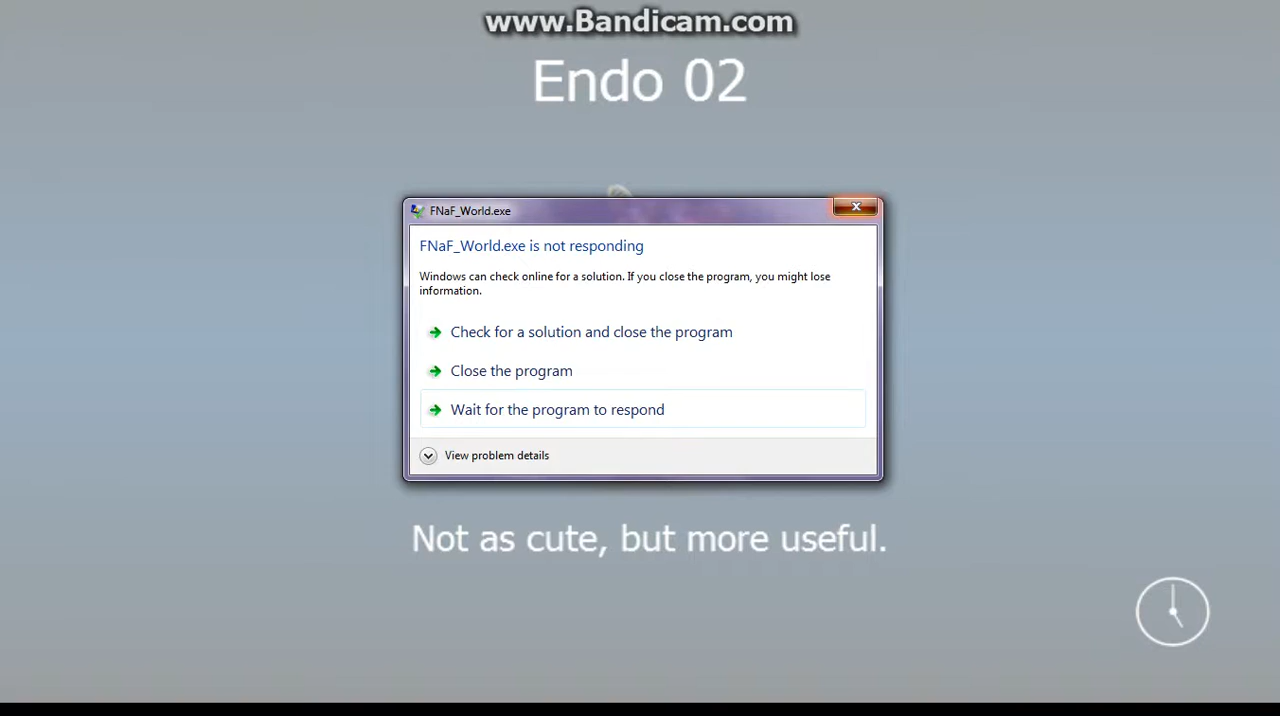 www.Bandicam.com
Endo 02
FNaF_World.exe
FNaF_World.exe is not responding
Windows can check online for a solution. If you close the program, you might lose
information.
Check for a solution and close the program
Close the program
Wait for the program to respond
View problem details
Not as cute, but more useful.